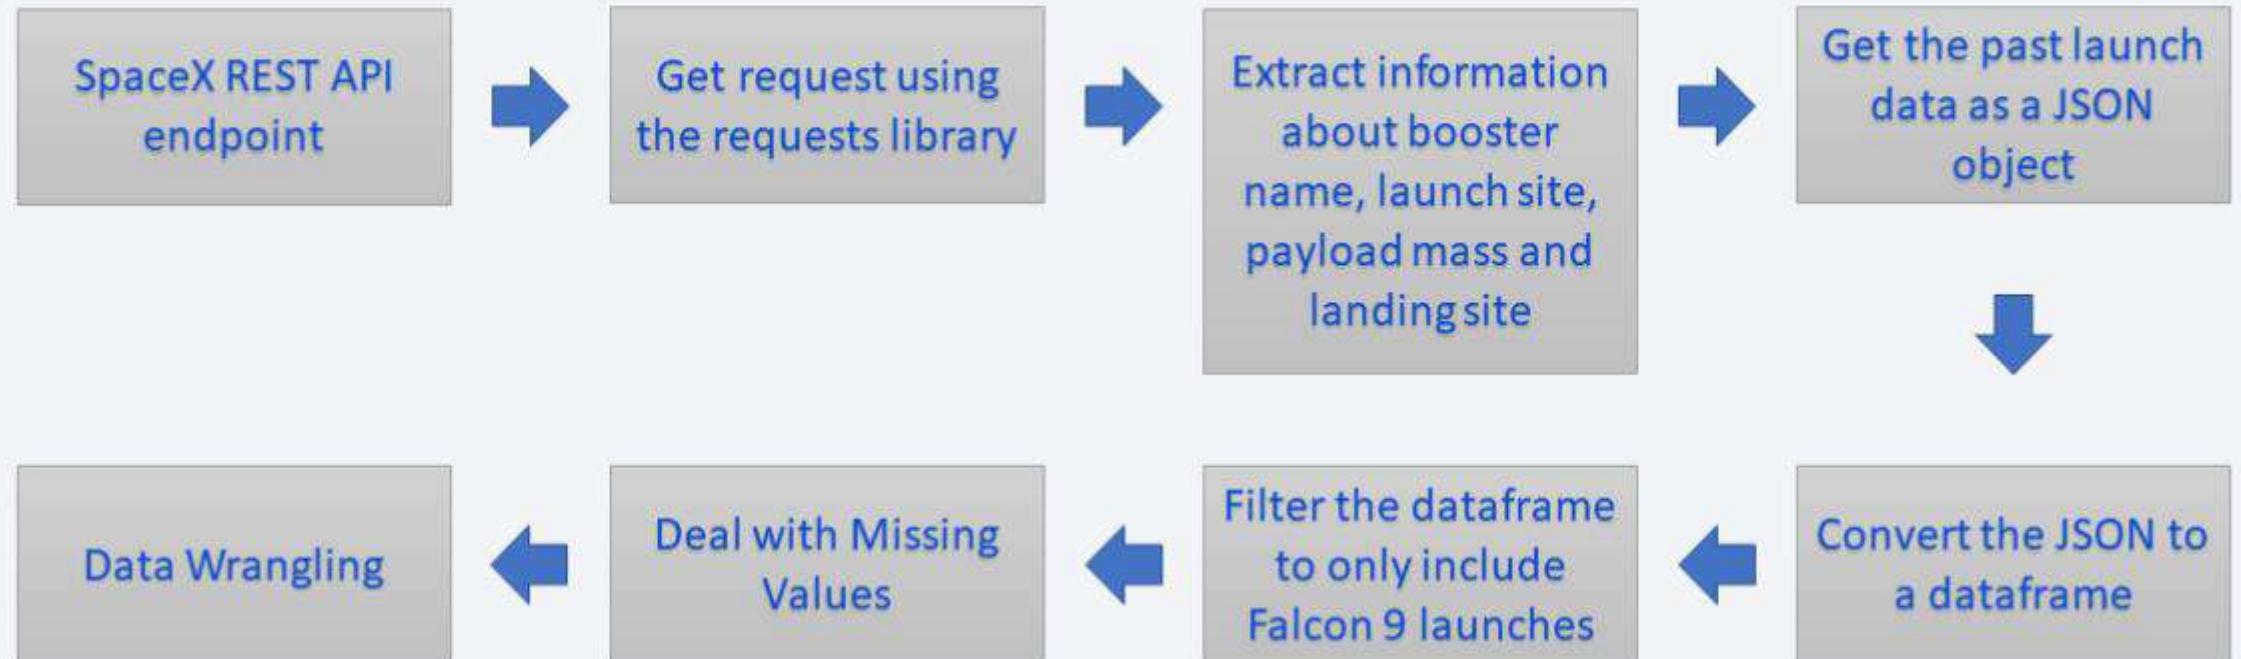 SpaceX REST API
endpoint
Get request using
the requests library
Extract information
about booster
name, launch site,
payload mass and
landing site
Get the past launch
data as a JSON
object
Convert the JSON to
a dataframe
Filter the dataframe
to only include
Falcon 9 launches
Deal with Missing
Values
Data Wrangling